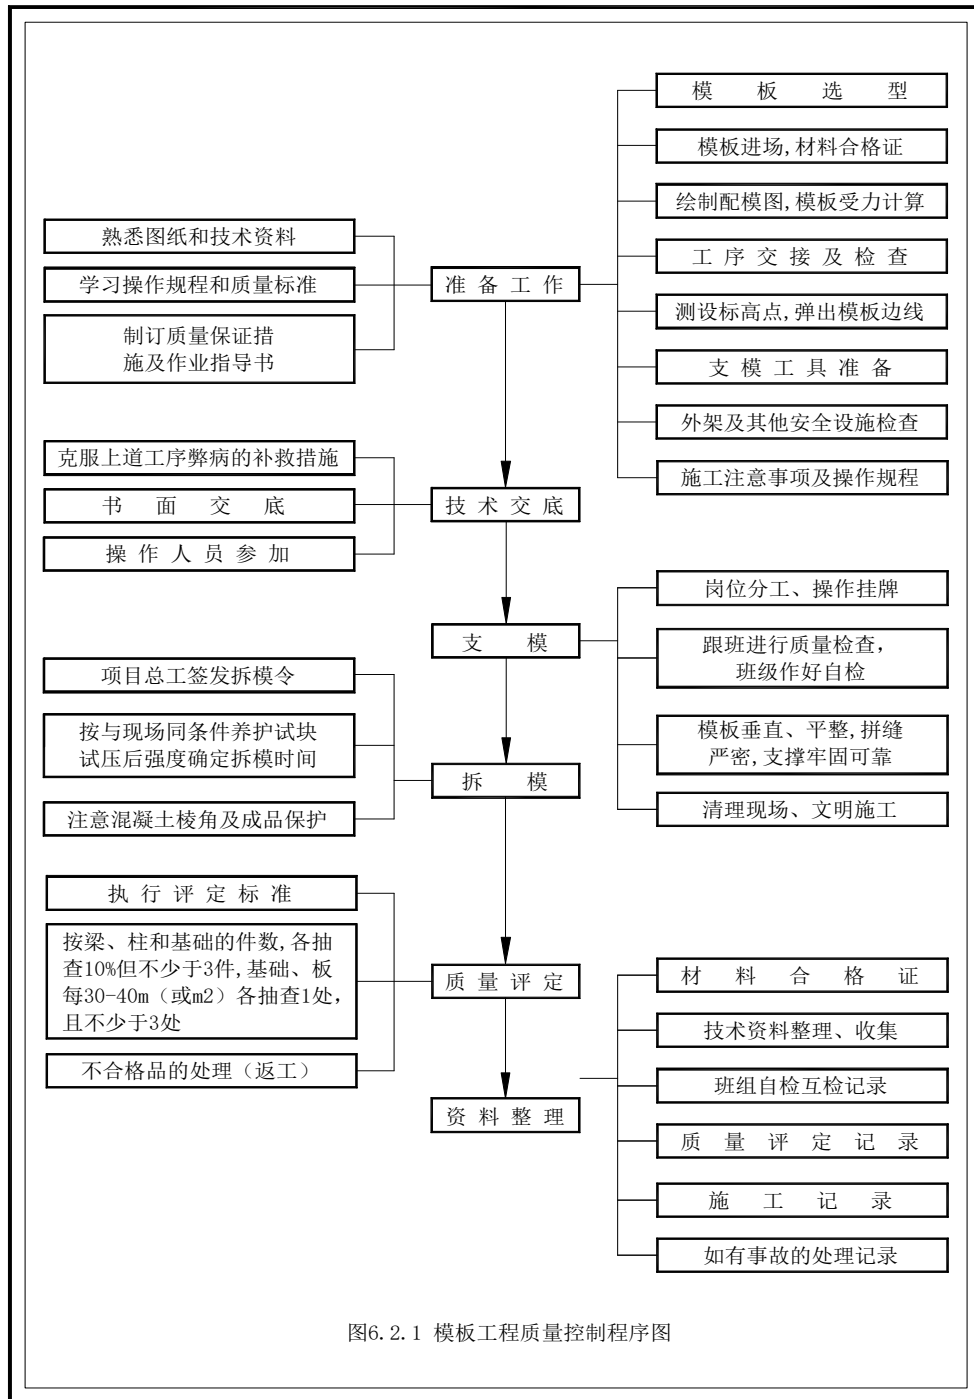 模板选型
模板进场,材料合格证
绘制配模图,模板受力计算
工序交接及检查
测设标高点,弹出模板边线
支模工具准备
外架及其他安全设施检查
施工注意事项及操作规程
熟悉图纸和技术资料
学习操作规程和质量标准
制订质量保证措
施及作业指导书
准备工作
克服上道工序弊病的补救措施
书面交底
操作人员参加
技术交底
支模
岗位分工、操作挂牌
跟班进行质量检查,
班级作好自检
模板垂直、平整,拼缝
严密,支撑牢固可靠
清理现场、文明施工
项目总工签发拆模令
按与现场同条件养护试块
试压后强度确定拆模时间
注意混凝土棱角及成品保护
拆模
执行评定标准
按梁、柱和基础的件数,各抽
查10%但不少于3件,基础、板
每30-40m（或m2）各抽查1处,
且不少于3处
不合格品的处理（返工）
质量评定
资料整理
材料合格证
技术资料整理、收集
班组自检互检记录
质量评定记录
施工记录
如有事故的处理记录
图6.2.1 模板工程质量控制程序图